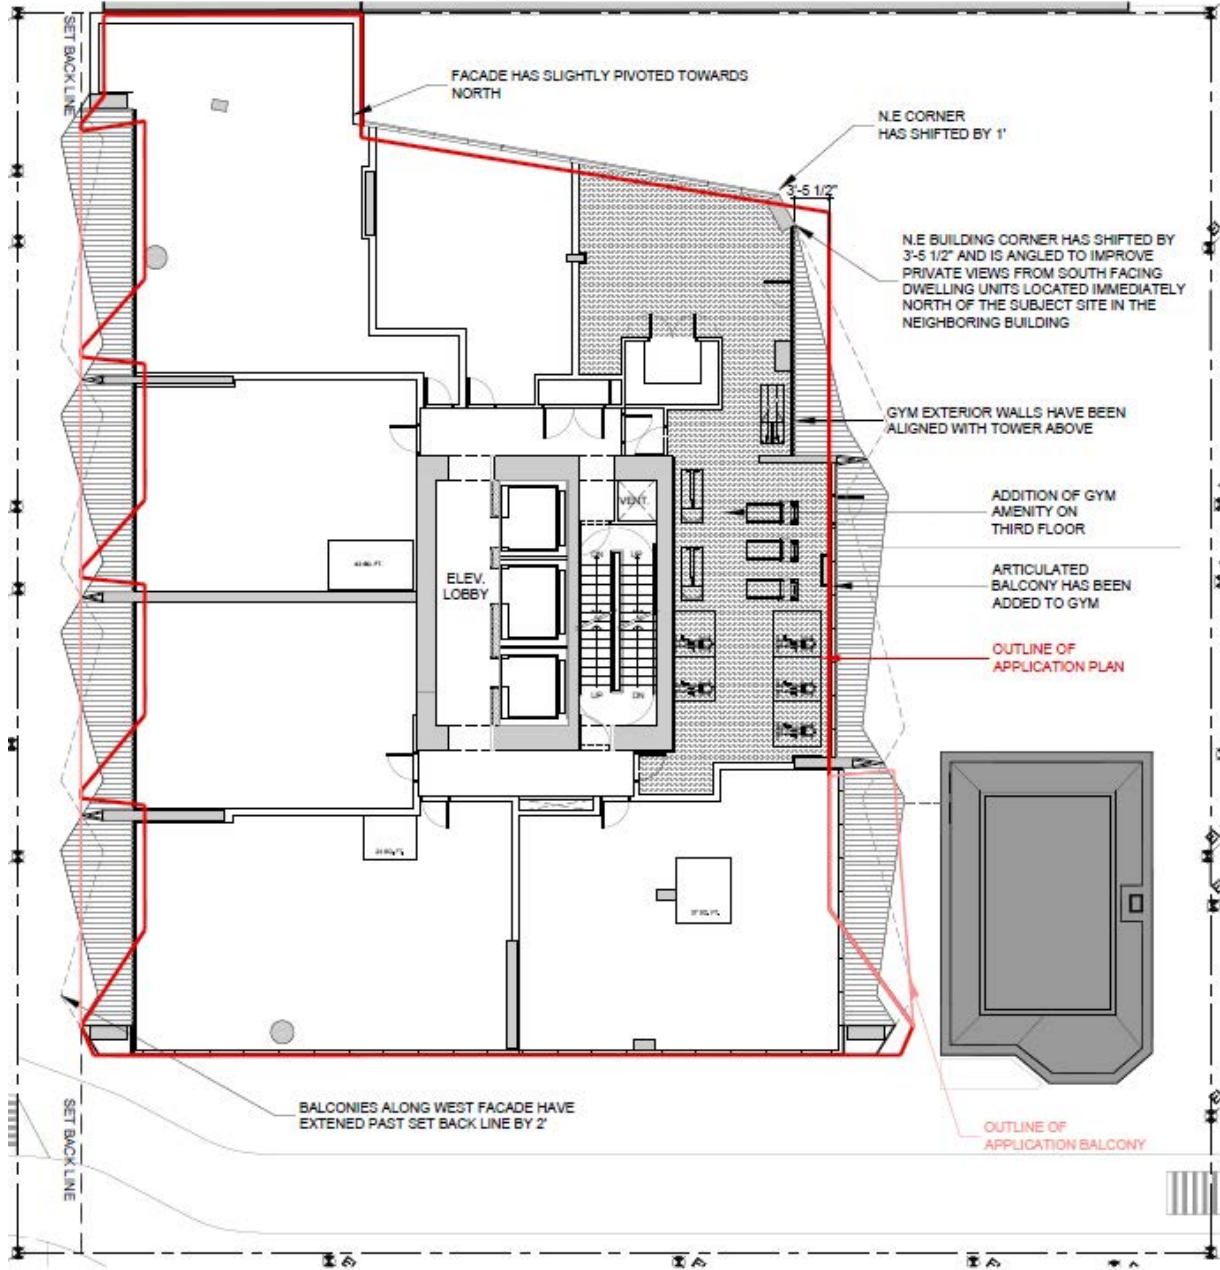 SET BACK LINE
FACADE HAS SLIGHTLY PIVOTED TOWARDS
NORTH
N.E CORNER
HAS SHIFTED BY 1'
3'-5 1/2"
N.E BUILDING CORNER HAS SHIFTED BY
3'-5 1/2" AND IS ANGLED TO IMPROVE
PRIVATE VIEWS FROM SOUTH FACING
DWELLING UNITS LOCATED IMMEDIATELY
NORTH OF THE SUBJECT SITE IN THE
NEIGHBORING BUILDING
GYM EXTERIOR WALLS HAVE BEEN
ALIGNED WITH TOWER ABOVE
VENT.
ADDITION OF GYM
AMENITY ON
THIRD FLOOR
DN UP
ELEV.
LOBBY
ARTICULATED
BALCONY HAS BEEN
ADDED TO GYM
OUTLINE OF
APPLICATION PLAN
UP DN
BALCONIES ALONG WEST FACADE HAVE
EXTENED PAST SET BACK LINE BY 2'
SET BACK LINE
OUTLINE OF
APPLICATION BALCONY